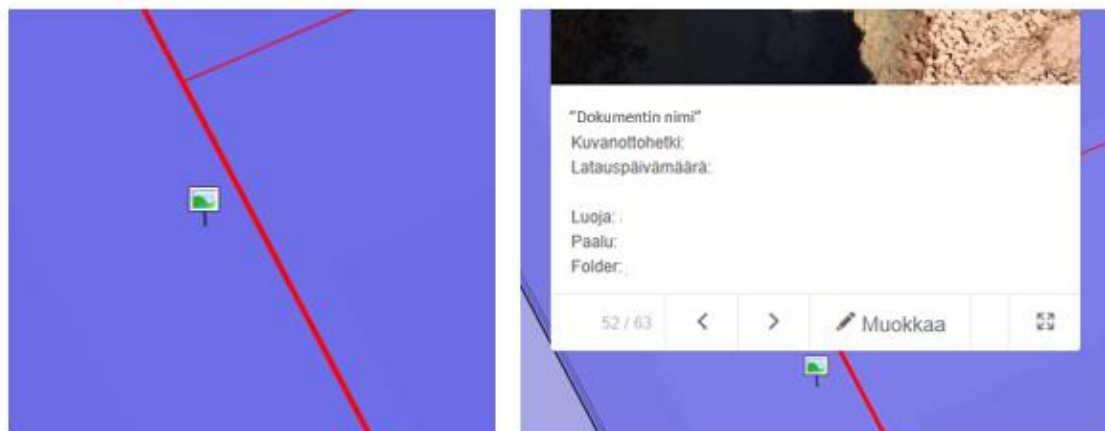 "Dokumentin nimi"
Kuvanottohetki:
Latauspäivämäärä:
Luoja:
Paalu:
Folder:
52 / 63 < > Muokkaa